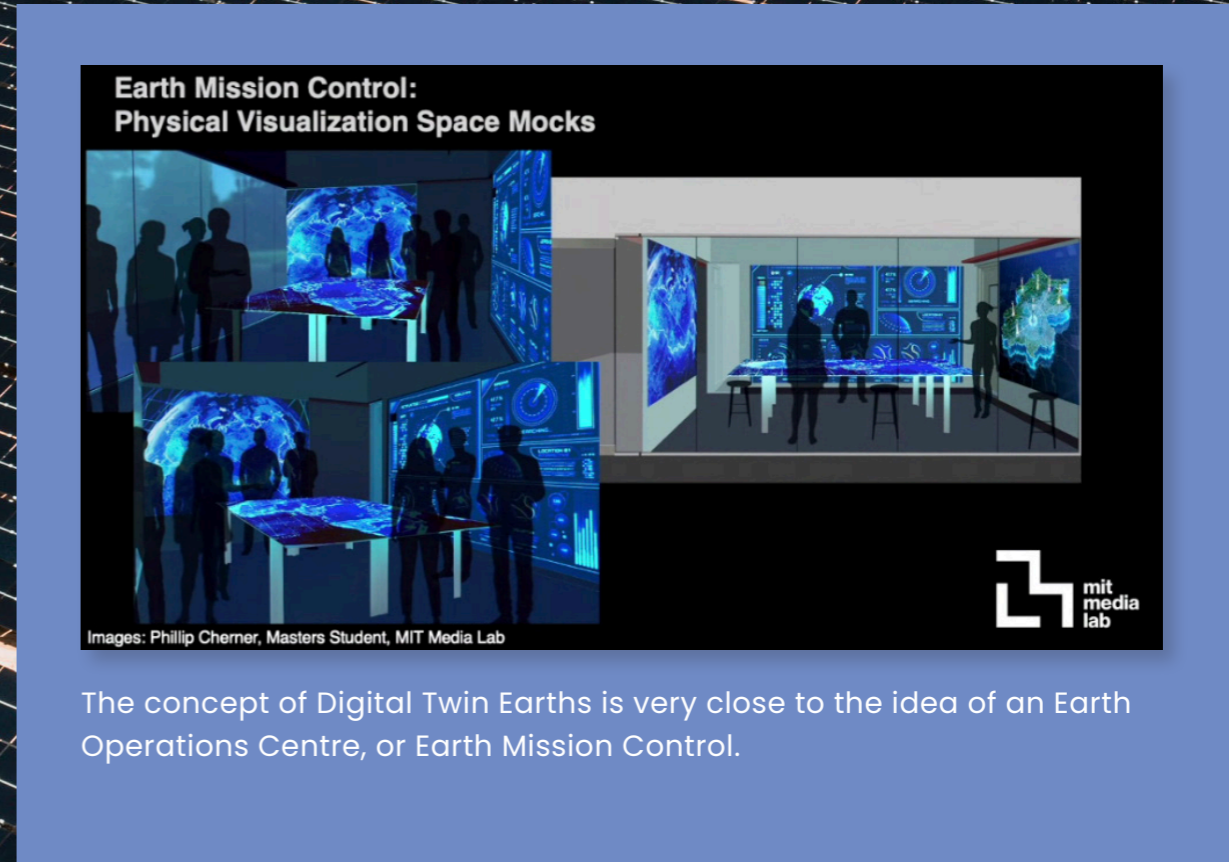 Earth Mission Control:
Physical Visualization Space Mocks
LOCATION BY
mit
media
lab
Images: Phillip Cherner, Masters Student, MIT Media Lab
The concept of Digital Twin Earths is very close to the idea of an Earth
Operations Centre, or Earth Mission Control.